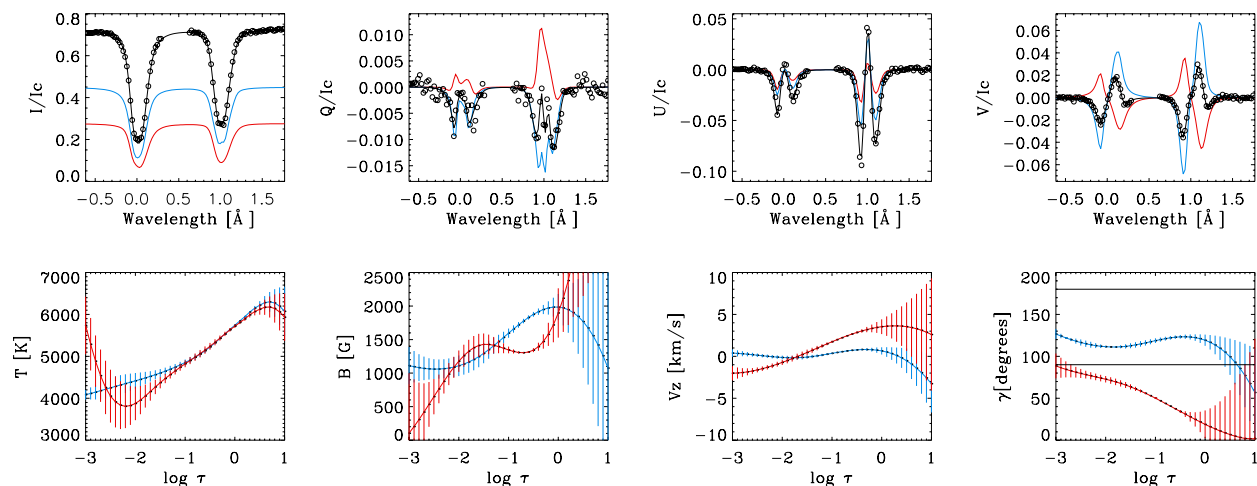 0.8
0.6
0.4
0.2
0.0
I/Ic
−0.5 0.0 0.5 1.0 1.5
Wavelength [Å]
0.010
0.005
0.000
−0.005
−0.010
−0.015
Q/Ic
−0.5 0.0 0.5 1.0 1.5
Wavelength [Å]
0.05
0.00
−0.05
−0.10
U/Ic
−0.5 0.0 0.5 1.0 1.5
Wavelength [Å]
0.06
0.04
0.02
0.00
−0.02
−0.04
−0.06
V/Ic
−0.5 0.0 0.5 1.0 1.5
Wavelength [Å]
7000
6000
5000
4000
3000
T [K]
−3 −2 −1 0 1
log τ
2500
2000
1500
1000
500
0
B [G]
−3 −2 −1 0 1
log τ
10
5
0
−5
−10
Vz [km/s]
−3 −2 −1 0 1
log τ
200
150
100
50
0
γ[degrees]
−3 −2 −1 0 1
log τ